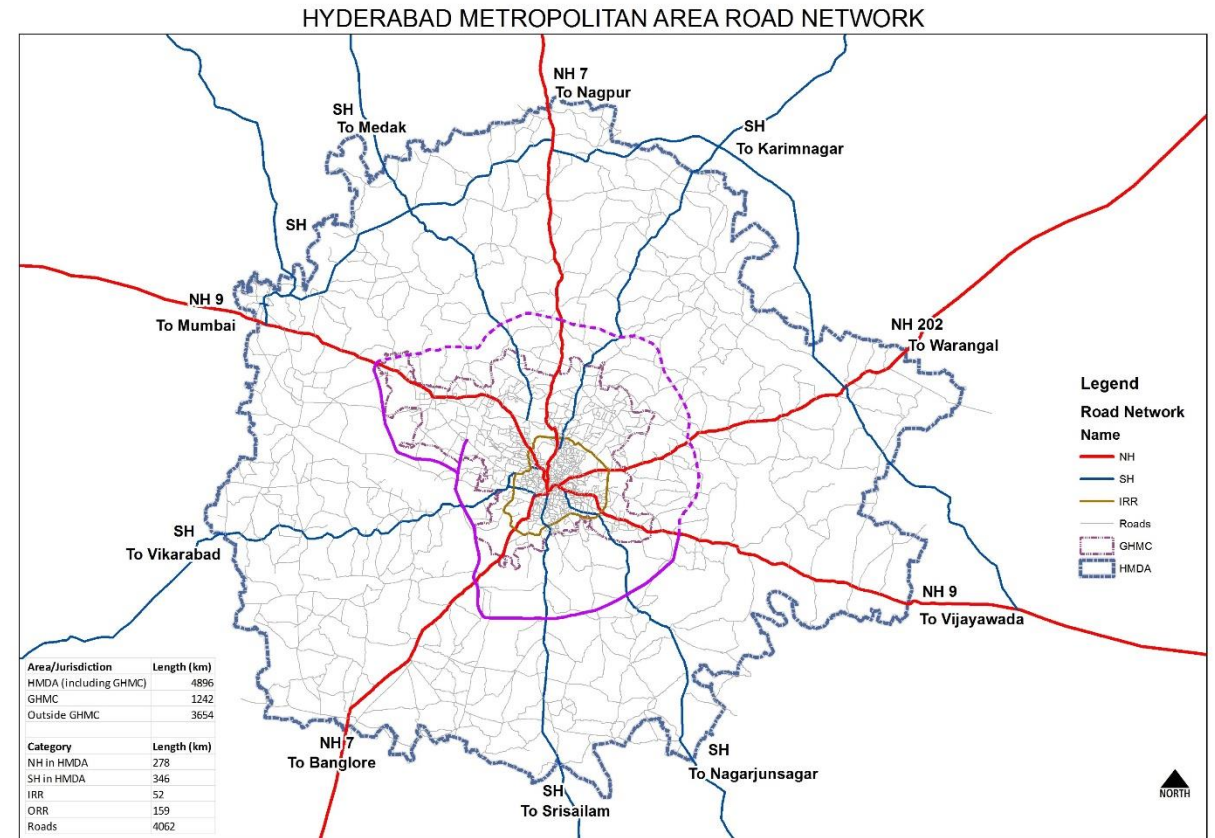 HYDERABAD METROPOLITAN AREA ROAD NETWORK
NH 7
To Nagpur
SH
To Medak
SH
To Karimnagar
SH
NH 9
To Mumbai
NH 202
To Warangal
SH
To Vikarabad
NH 9
To Vijayawada
NH 7
To Banglore
SH
To Srisailam
SH
To Nagarjunsagar
Legend
Road Network
Name
NH
SH
IRR
Roads
GHMC
HMDA
Area/Jurisdiction Length (km)
HMDA (including GHMC) 4896
GHMC 1242
Outside GHMC 3654
Category Length (km)
NH in HMDA 278
SH in HMDA 346
IRR 52
ORR 159
Roads 4062
NORTH